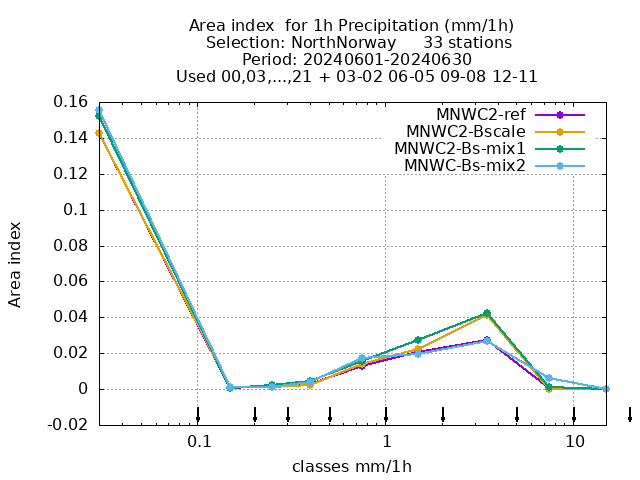 Area index  for 1h Precipitation (mm/1h)
Selection: NorthNorway     33 stations
Period: 20240601-20240630
Used 00,03,...,21 + 03-02 06-05 09-08 12-11
MNWC2-ref
MNWC2-Bscale
MNWC2-Bs-mix1
MNWC-Bs-mix2
Area index
0.16
0.14
0.12
0.1
0.08
0.06
0.04
0.02
0
-0.02
0.1 1 10
classes mm/1h